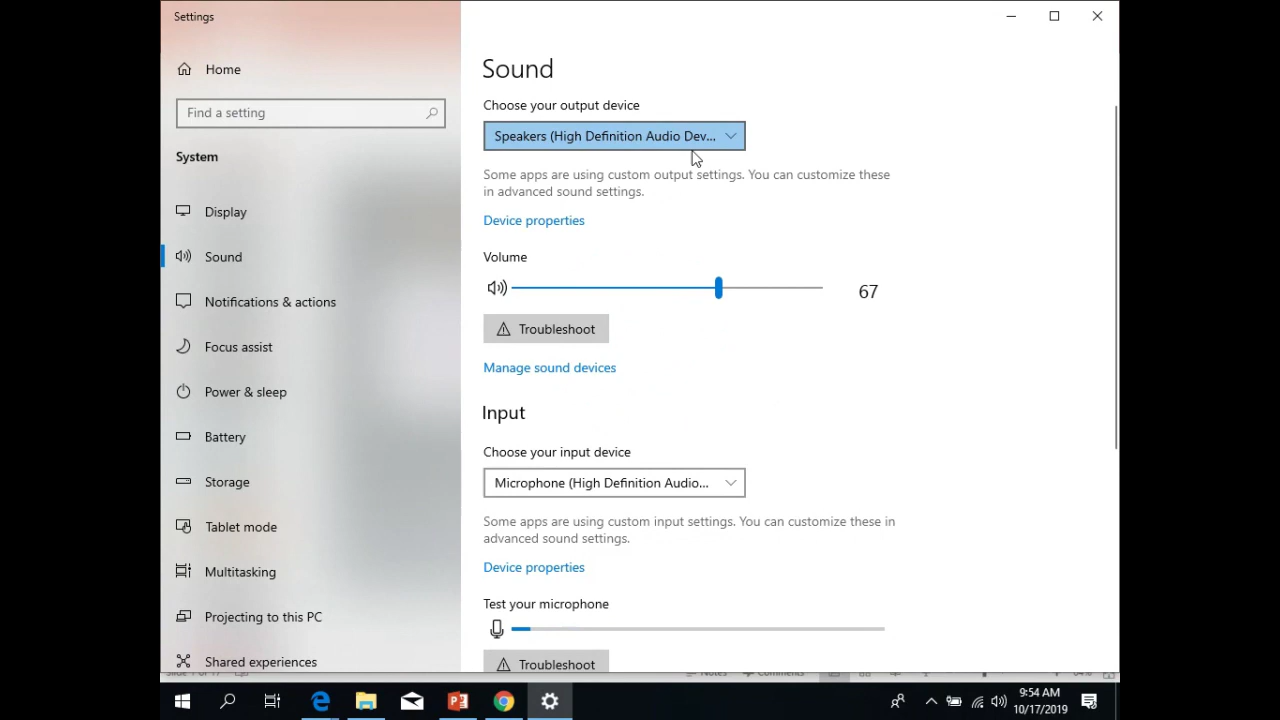 Settings
Home
Find a setting
System
Display
Sound
Notifications & actions
Focus assist
Power & sleep
Battery
Storage
Tablet mode
Multitasking
Projecting to this PC
Shared experiences
Sound
Choose your output device
Speakers (High Definition Audio Dev...
Some apps are using custom output settings. You can customize these
in advanced sound settings.
Device properties
Volume
67
Troubleshoot
Manage sound devices
Input
Choose your input device
Microphone (High Definition Audio...
Some apps are using custom input settings. You can customize these in
advanced sound settings.
Device properties
Test your microphone
Troubleshoot
Notes
Comments
9:54 AM
10/17/2019